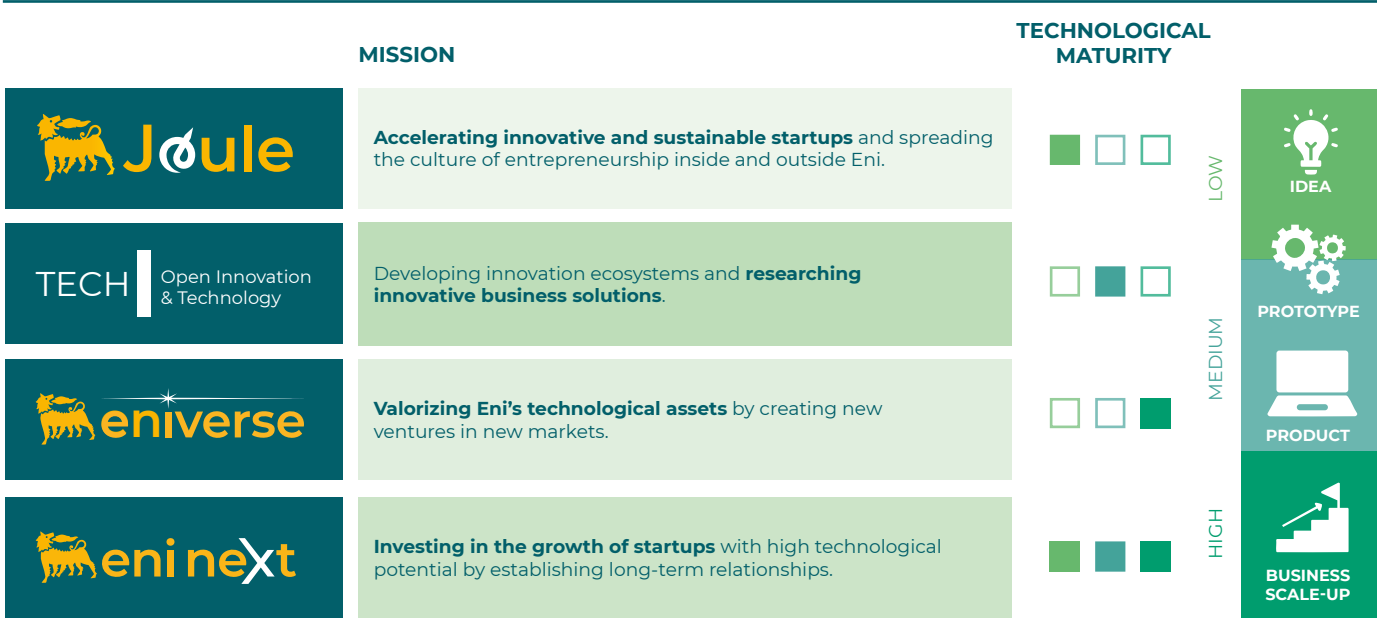 MISSION
TECHNOLOGICAL
MATURITY
Joule
Accelerating innovative and sustainable startups and spreading
the culture of entrepreneurship inside and outside Eni.
LOW
IDEA
TECH
Open Innovation
& Technology
Developing innovation ecosystems and researching
innovative business solutions.
PROTOTYPE
MEDIUM
eniverse
Valorizing Eni’s technological assets by creating new
ventures in new markets.
PRODUCT
eni next
Investing in the growth of startups with high technological
potential by establishing long-term relationships.
HIGH
BUSINESS
SCALE-UP